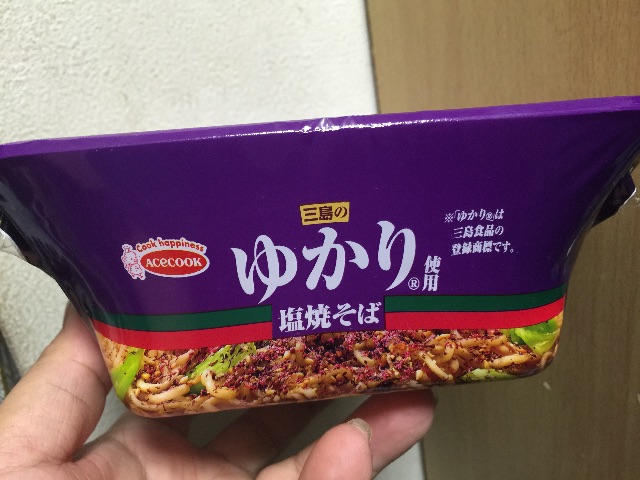 三島の
Cook happiness
ACECOOK
ゆかり®使用
塩焼そば
※「ゆかり®」は
三島食品の
登録商標です。